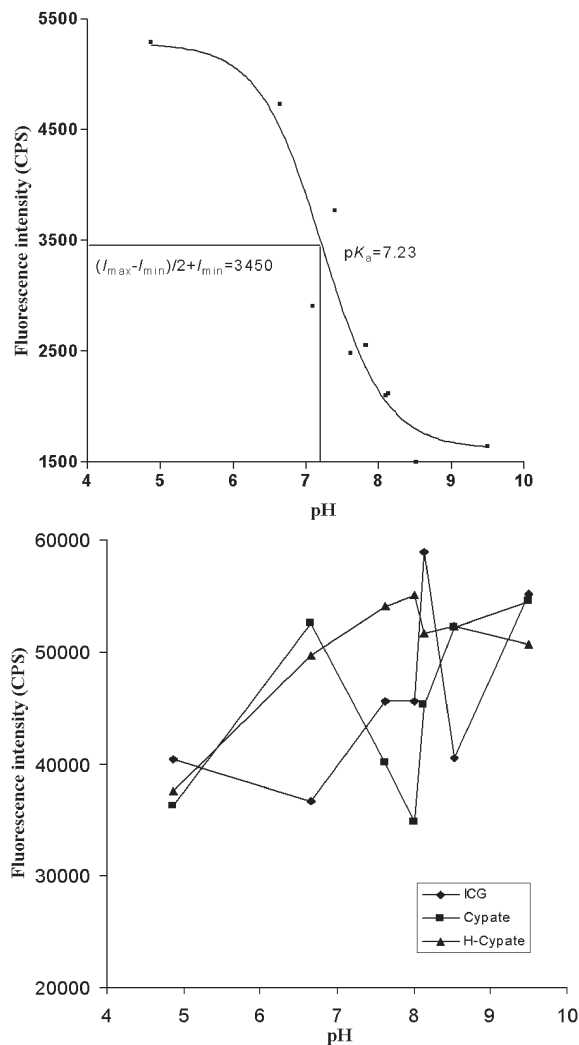 5500
4500
3500
2500
1500
Fluorescence intensity (CPS)
(Imax-Imin)/2+Imin=3450
pKa=7.23
4 5 6 7 8 9 10
pH
60000
50000
40000
30000
20000
Fluorescence intensity (CPS)
ICG
Cypate
H-Cypate
4 5 6 7 8 9 10
pH